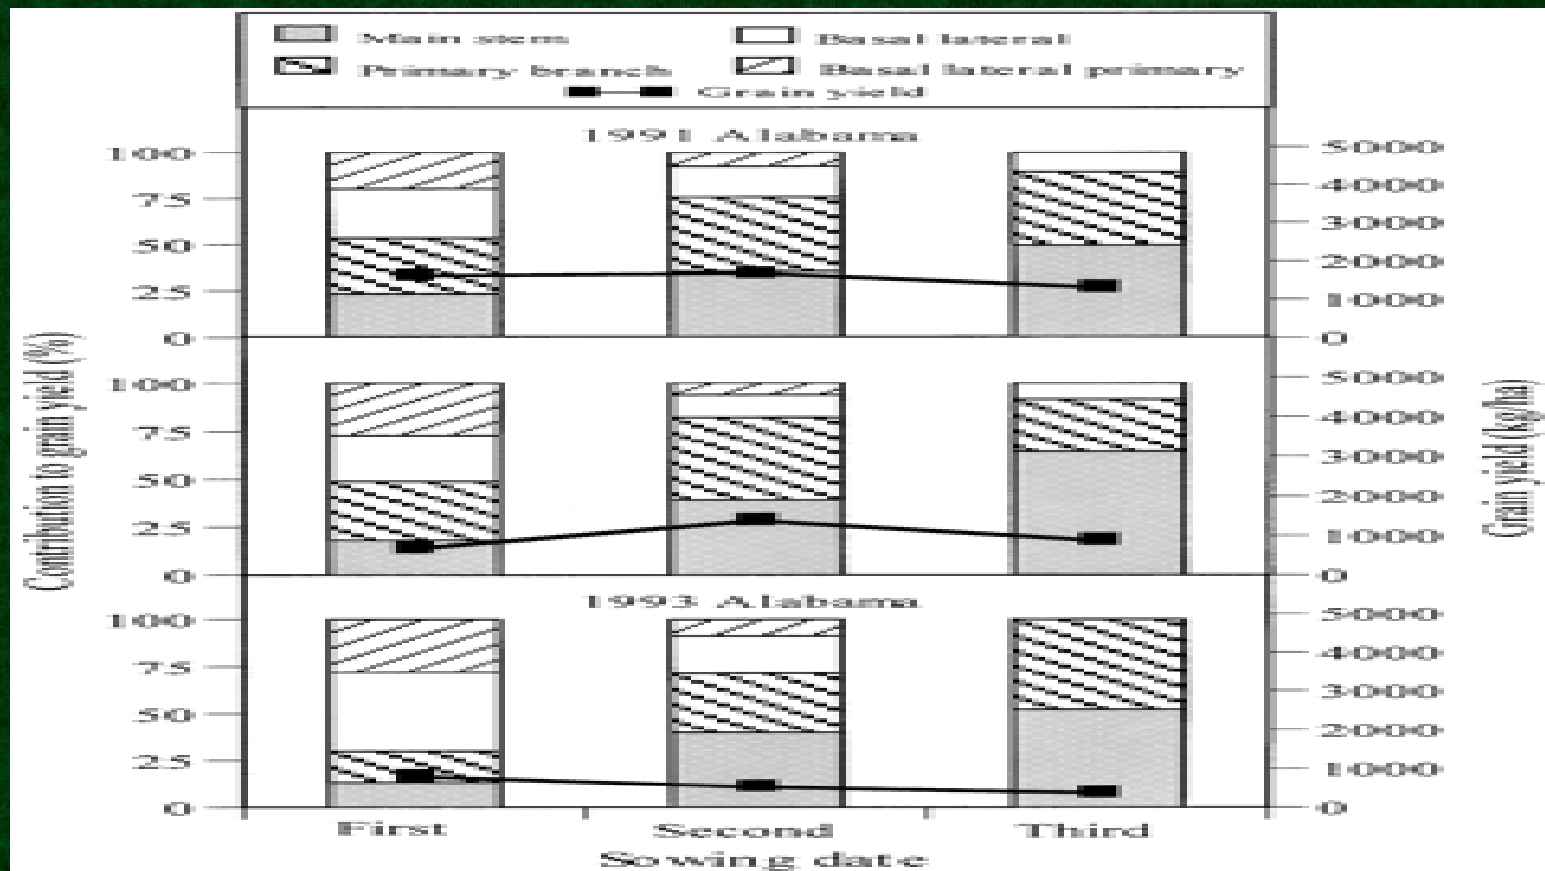 Main stem Basal lateral
Primary branch Basal lateral primary
Grain yield
1991 Alabama
100 5000
75 4000
50 3000
25 2000
0 1000
0
100 5000
75 4000
50 3000
25 2000
0 1000
0
1993 Alabama
100 5000
75 4000
50 3000
25 2000
0 1000
0
Contribution to grain yield (%)
Grain yield (kg/ha)
First Second Third
Sowing date